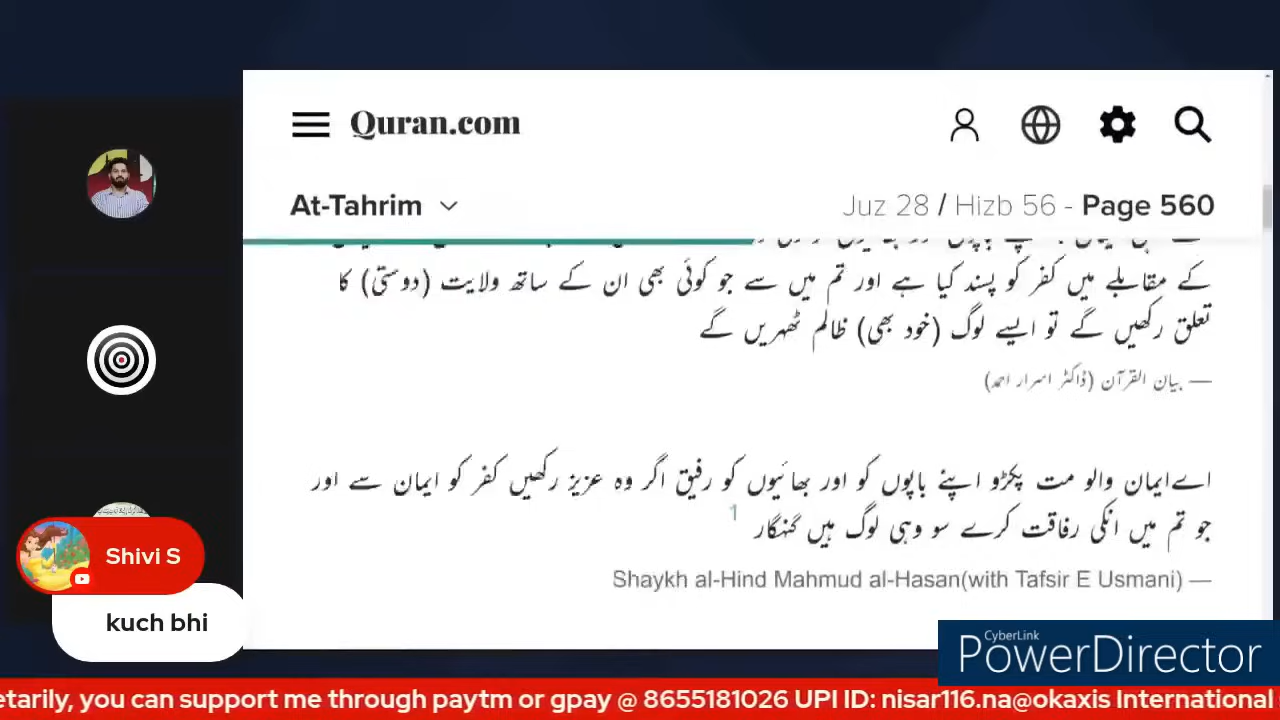 Quran.com
At-Tahrim
Juz 28 / Hizb 56 - Page 560
کے مقابلے میں کفر کو پسند کیا ہے اور تم میں سے جو کوئی بھی ان کے ساتھ ولایت (دوستی) کا
تعلق رکھیں گے تو ایسے لوگ (خود بھی) ظالم ٹھہریں گے
— بیان القرآن (ڈاکٹر اسرار احمد)
اے ایمان والو مت پکڑو اپنے باپوں کو اور بھائیوں کو رفیق اگر وہ عزیز رکھیں کفر کو ایمان سے اور
جو تم میں انکی رفاقت کرے سو وہی لوگ ہیں گنہگار 1
Shaykh al-Hind Mahmud al-Hasan(with Tafsir E Usmani) —
Shivi S
kuch bhi
CyberLink
PowerDirector
etarily, you can support me through paytm or gpay @ 8655181026 UPI ID: nisar116.na@okaxis International